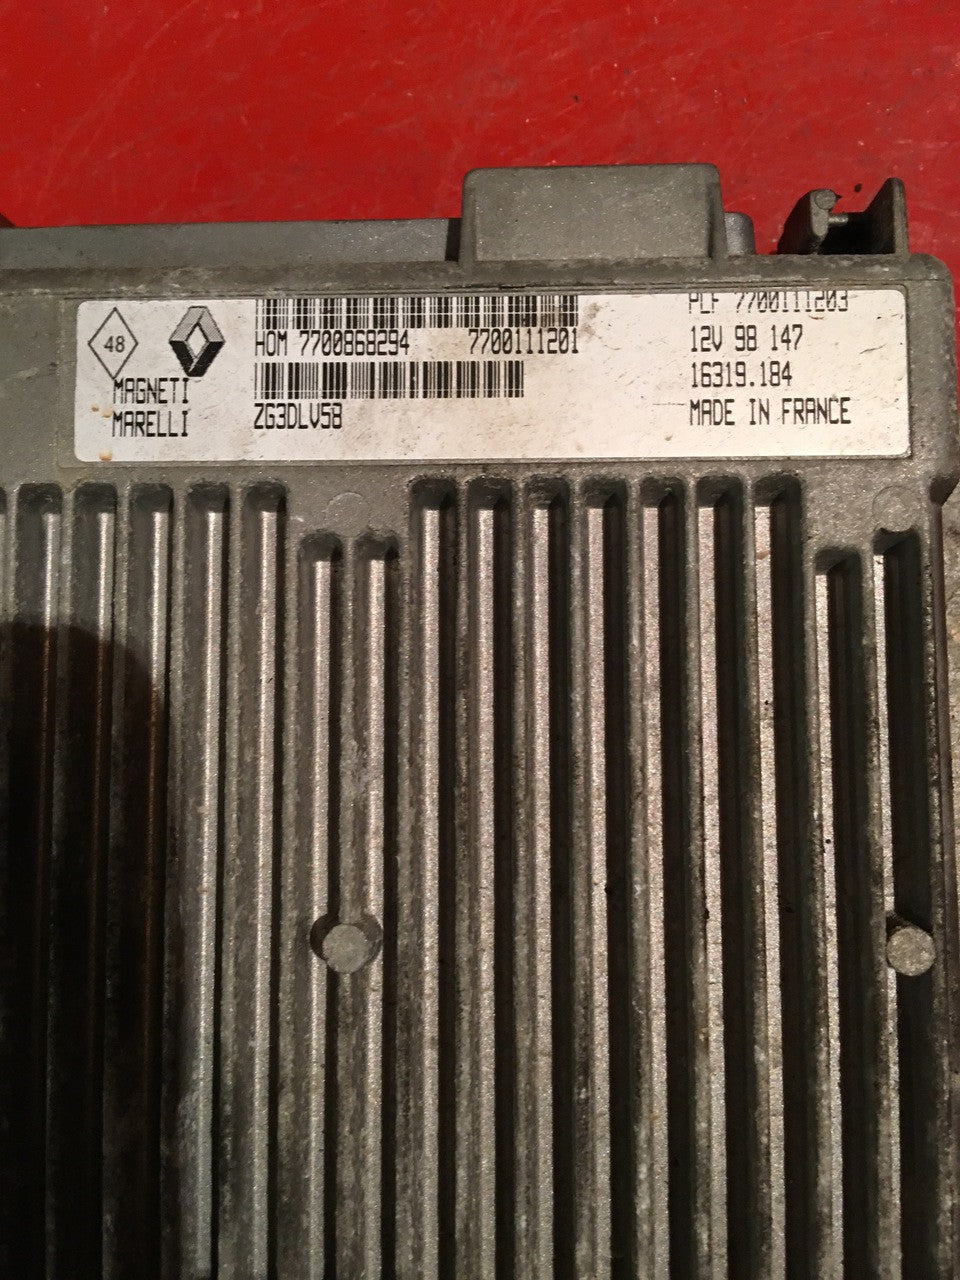 48
MAGNETI
MARELLI
HOM 7700868294 7700111201
ZG3DLV58
PLF 7700111203
12V 98 147
16319.184
MADE IN FRANCE